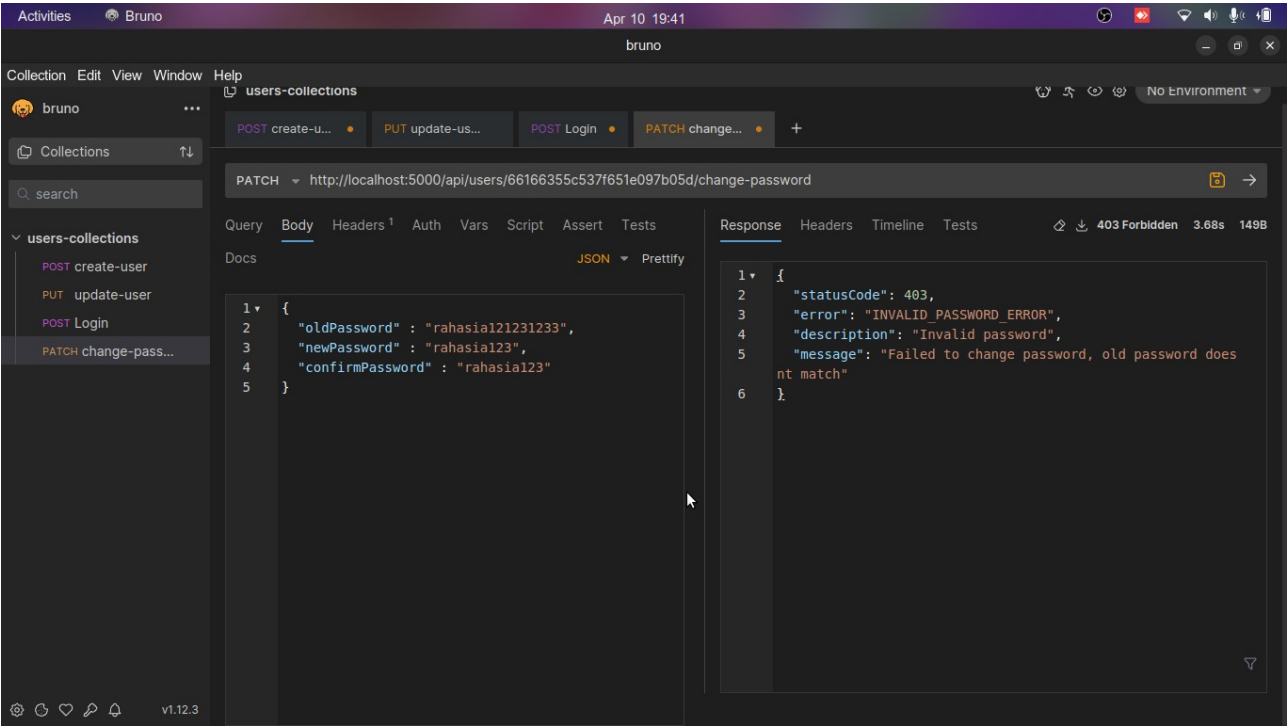 Activities Bruno Apr 10 19:41
bruno
Collection Edit View Window Help
bruno
users-collections No Environment
POST create-u... PUT update-us... POST Login PATCH change... +
Collections
PATCH http://localhost:5000/api/users/66166355c537f651e097b05d/change-password
search
Query Body Headers 1 Auth Vars Script Assert Tests
Docs JSON Prettify
Response Headers Timeline Tests 403 Forbidden 3.68s 149B
users-collections
POST create-user
PUT update-user
POST Login
PATCH change-pass...
1 {
2 "oldPassword" : "rahasia121231233",
3 "newPassword" : "rahasia123",
4 "confirmPassword" : "rahasia123"
5 }
1 {
2 "statusCode": 403,
3 "error": "INVALID_PASSWORD_ERROR",
4 "description": "Invalid password",
5 "message": "Failed to change password, old password does
nt match"
6 }
v1.12.3